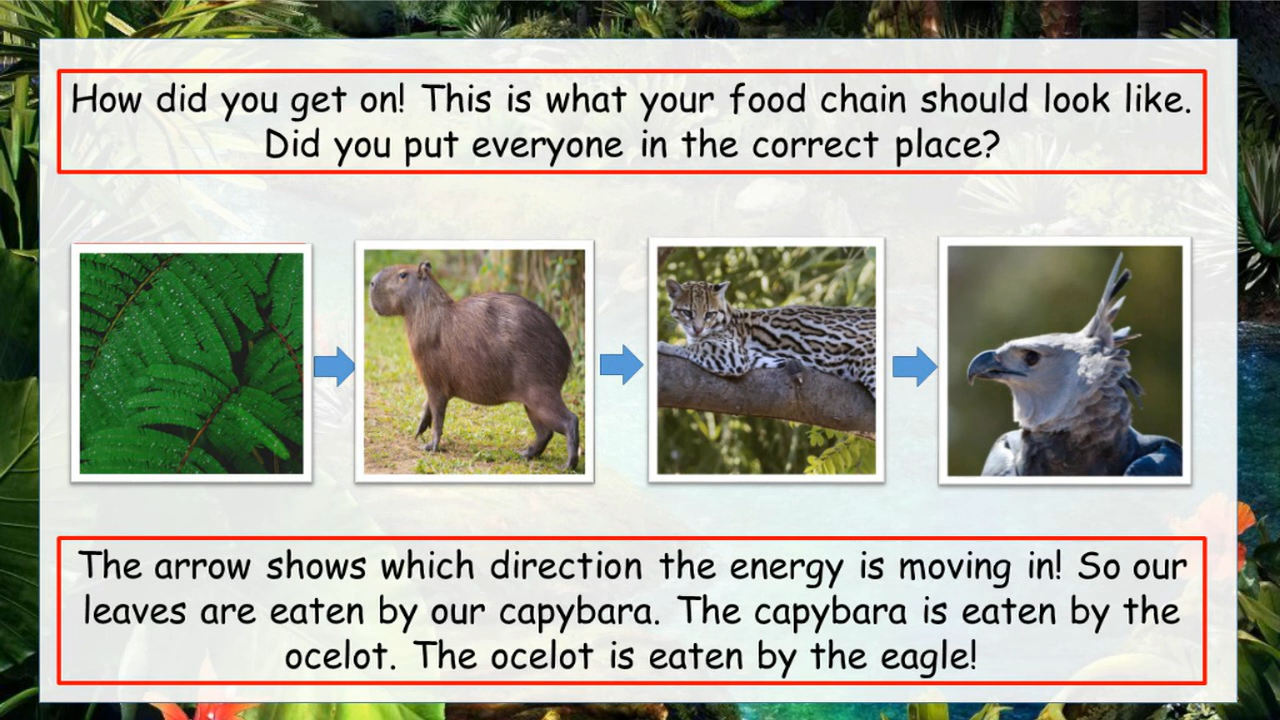 How did you get on! This is what your food chain should look like.
Did you put everyone in the correct place?
The arrow shows which direction the energy is moving in! So our
leaves are eaten by our capybara. The capybara is eaten by the
ocelot. The ocelot is eaten by the eagle!